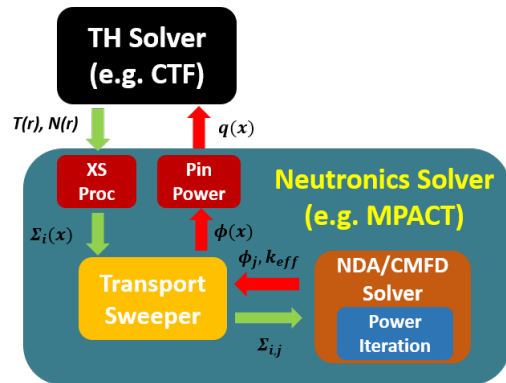 TH Solver
(e.g. CTF)
T(r), N(r)
q(x)
XS
Proc
Pin
Power
Neutronics Solver
(e.g. MPACT)
Σᵢ(x)
ϕ(x)
ϕⱼ, kₑff
Transport
Sweeper
NDA/CMFD
Solver
Power
Iteration
Σᵢ,ⱼ